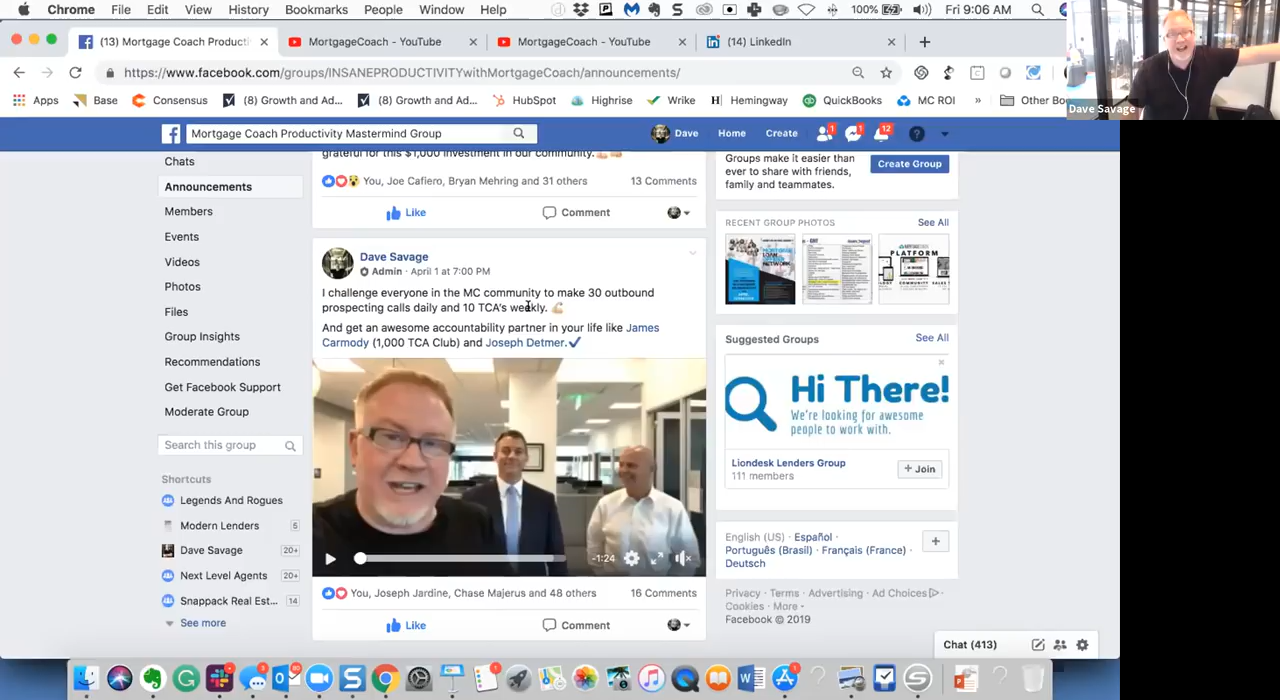 Chrome File Edit View History Bookmarks People Window Help 100% Fri 9:06 AM
(13) Mortgage Coach Producti MortgageCoach - YouTube MortgageCoach - YouTube (14) LinkedIn
https://www.facebook.com/groups/INSANEPRODUCTIVITYwithMortgageCoach/announcements/
Apps Base Consensus (8) Growth and Ad... (8) Growth and Ad... HubSpot Highrise Wrike Hemingway QuickBooks MC ROI » Other Bo
Dave Savage
Mortgage Coach Productivity Mastermind Group
Dave Home Create 1 1 12
Chats
Announcements
Members
Events
Videos
Photos
Files
Group Insights
Recommendations
Get Facebook Support
Moderate Group
Search this group
Shortcuts
Legends And Rogues
Modern Lenders 5
Dave Savage 20+
Next Level Agents 20+
Snappack Real Est... 14
See more
grateful for this $1,000 investment in our community.
You, Joe Cafiero, Bryan Mehring and 31 others 13 Comments
Like Comment
Dave Savage
Admin · April 1 at 7:00 PM
I challenge everyone in the MC community to make 30 outbound
prospecting calls daily and 10 TCA's weekly.
And get an awesome accountability partner in your life like James
Carmody (1,000 TCA Club) and Joseph Detmer.
-1:24
You, Joseph Jardine, Chase Majerus and 48 others 16 Comments
Like Comment
Groups make it easier than
ever to share with friends,
family and teammates.
Create Group
RECENT GROUP PHOTOS See All
PLATFORM
Suggested Groups See All
Hi There!
We're looking for awesome
people to work with.
Liondesk Lenders Group
111 members
+ Join
English (US) · Español ·
Português (Brasil) · Français (France) ·
Deutsch
Privacy · Terms · Advertising · Ad Choices ·
Cookies · More ·
Facebook © 2019
Chat (413)